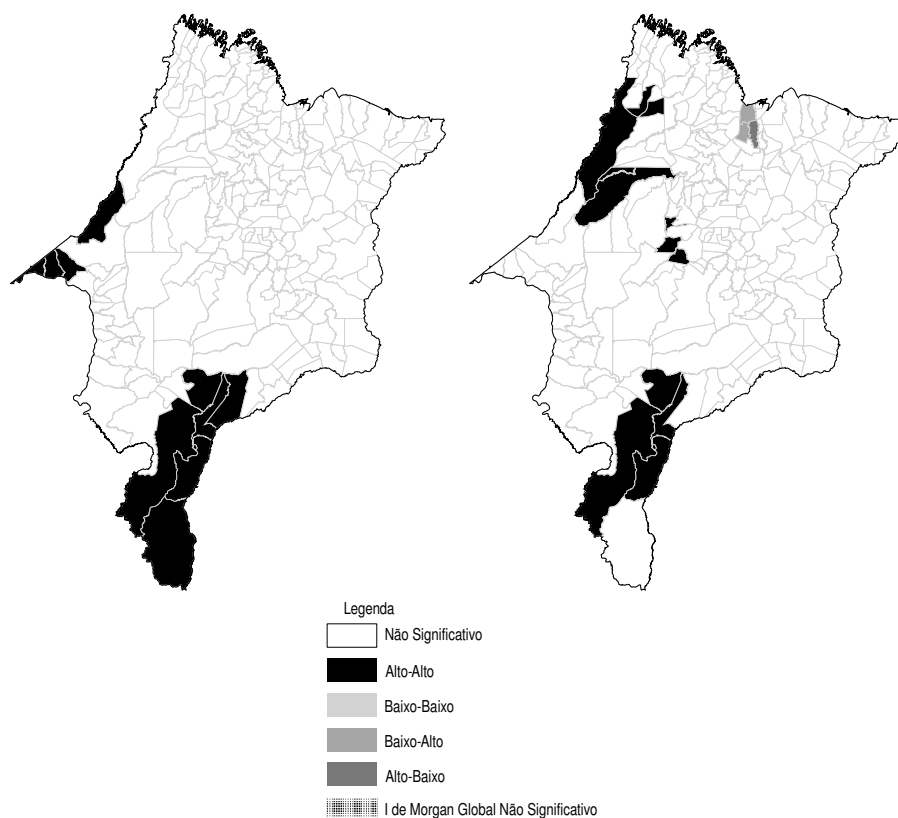 Legenda
Não Significativo
Alto-Alto
Baixo-Baixo
Baixo-Alto
Alto-Baixo
I de Morgan Global Não Significativo